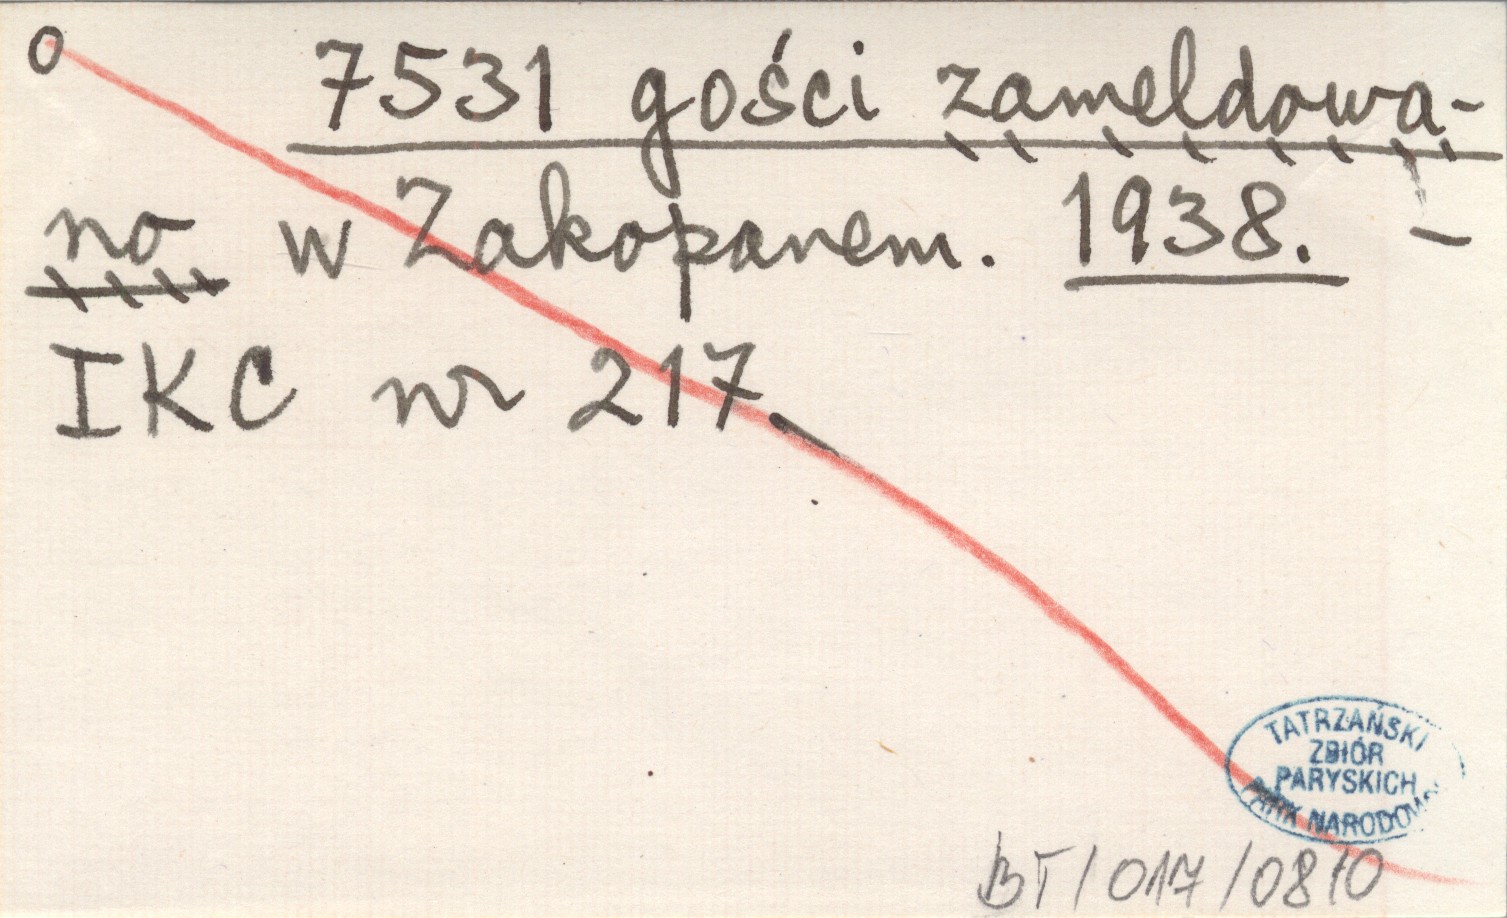 o 7531 gości zameldowa-
no w Zakopanem. 1938. -
IKC nr 217.
TATRZAŃSKI
ZBIÓR
PARYSKICH
PARK NARODOWY
BT/017/0810